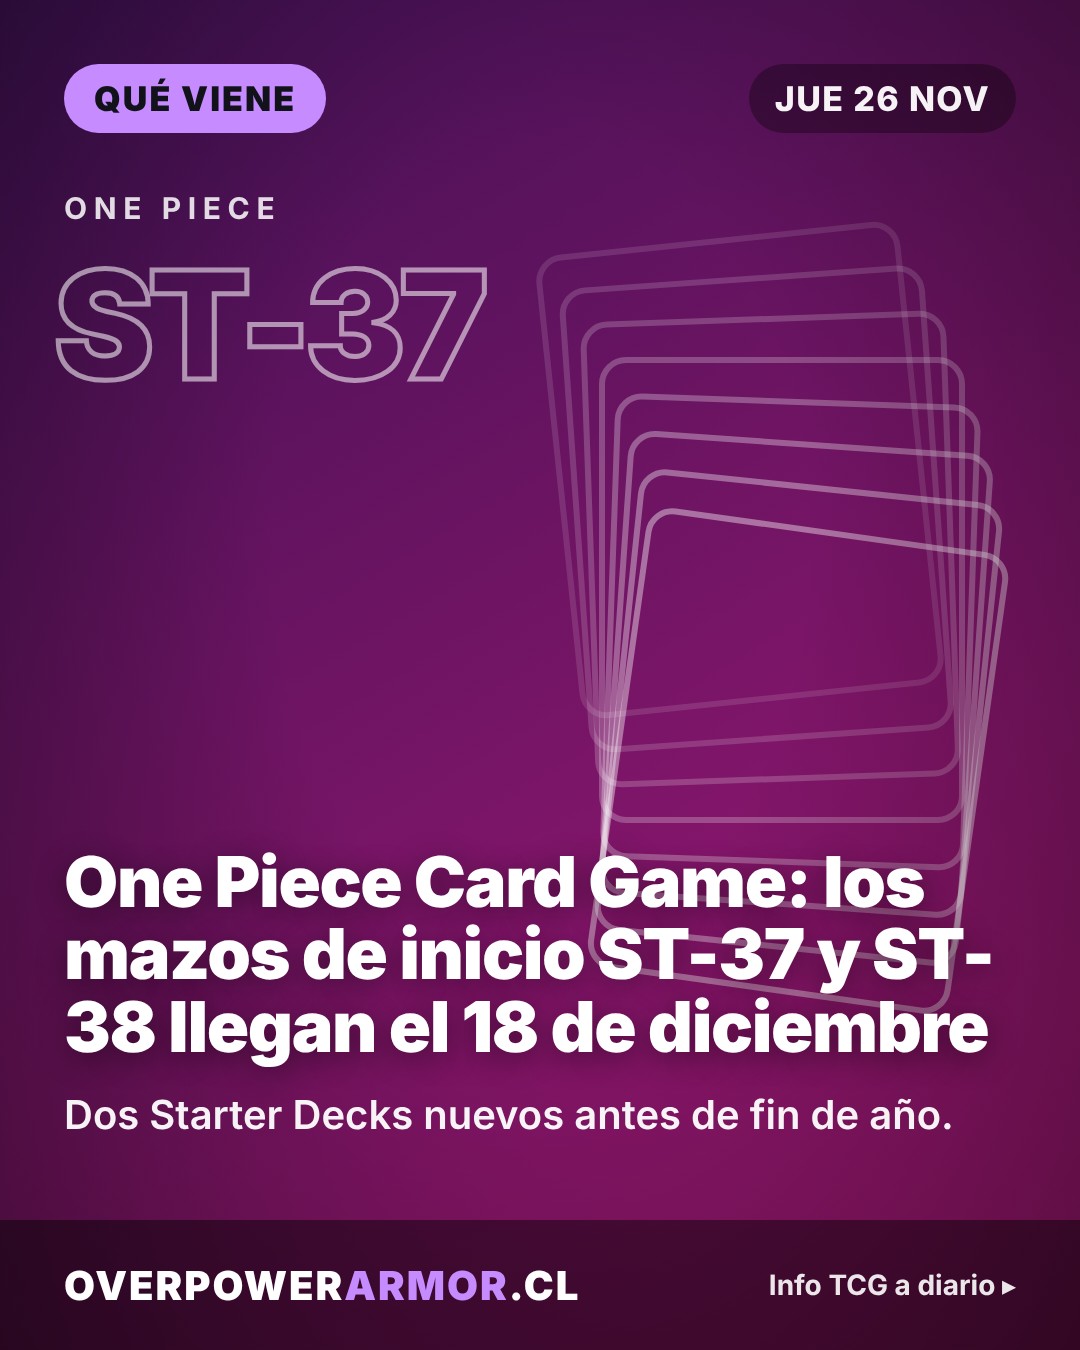 QUÉ VIENE
JUE 26 NOV
ONE PIECE
ST-37
One Piece Card Game: los
mazos de inicio ST-37 y ST-
38 llegan el 18 de diciembre
Dos Starter Decks nuevos antes de fin de año.
OVERPOWERARMOR.CL
Info TCG a diario ▸